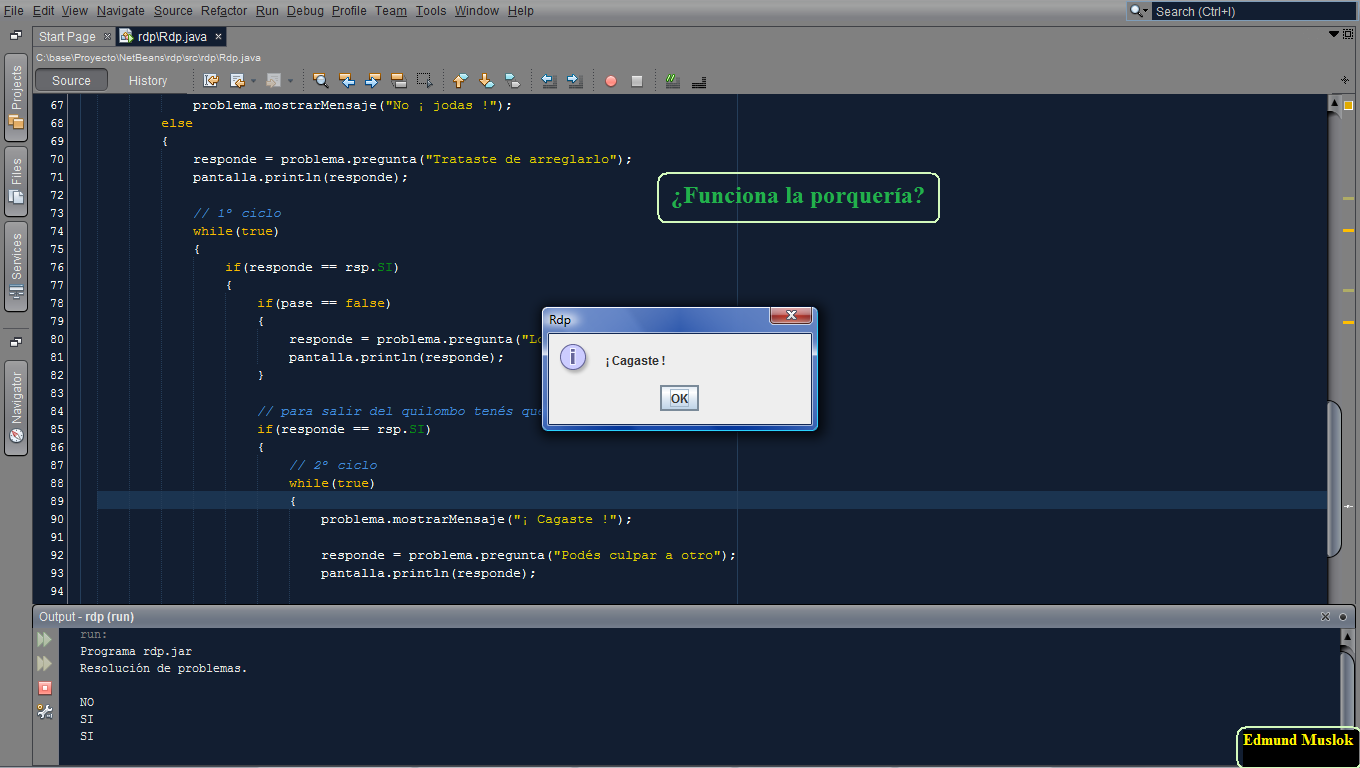 File Edit View Navigate Source Refactor Run Debug Profile Team Tools Window Help
Search (Ctrl+I)
Start Page rdp\Rdp.java
C:\base\Proyecto\NetBeans\rdp\src\rdp\Rdp.java
Source History
Projects
Files
Services
Navigator
67 problema.mostrarMensaje("No ¡ jodas !");
68 else
69 {
70 responde = problema.pregunta("Trataste de arreglarlo");
71 pantalla.println(responde);
72
73 // 1º ciclo
74 while(true)
75 {
76 if(responde == rsp.SI)
77 {
78 if(pase == false)
79 {
80 responde = problema.pregunta("Lo
81 pantalla.println(responde);
82 }
83
84 // para salir del quilombo tenés que
85 if(responde == rsp.SI)
86 {
87 // 2º ciclo
88 while(true)
89 {
90 problema.mostrarMensaje("¡ Cagaste !");
91
92 responde = problema.pregunta("Podés culpar a otro");
93 pantalla.println(responde);
94
¿Funciona la porquería?
Rdp
¡ Cagaste !
OK
Output - rdp (run)
run:
Programa rdp.jar
Resolución de problemas.
NO
SI
SI
Edmund Muslok